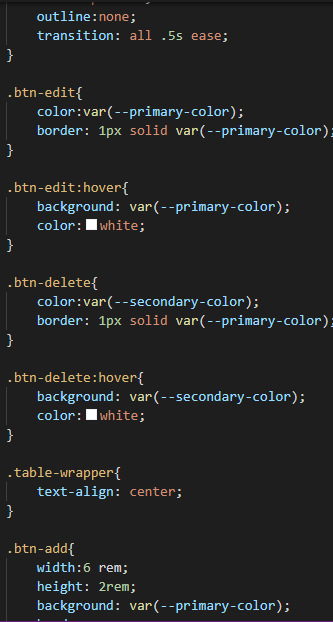 outline:none;
transition: all .5s ease;
}
.btn-edit{
color:var(--primary-color);
border: 1px solid var(--primary-color);
}
.btn-edit:hover{
background: var(--primary-color);
color: white;
}
.btn-delete{
color:var(--secondary-color);
border: 1px solid var(--primary-color);
}
.btn-delete:hover{
background: var(--secondary-color);
color: white;
}
.table-wrapper{
text-align: center;
}
.btn-add{
width:6 rem;
height: 2rem;
background: var(--primary-color);